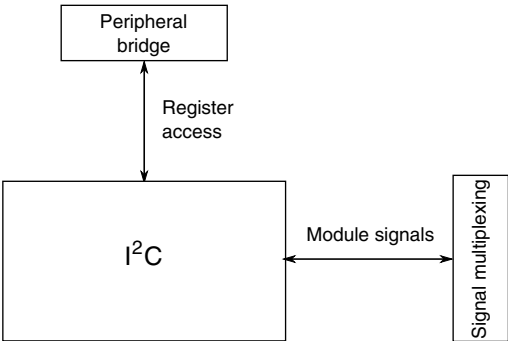 Peripheral
bridge
Register
access
I²C
Module signals
Signal multiplexing